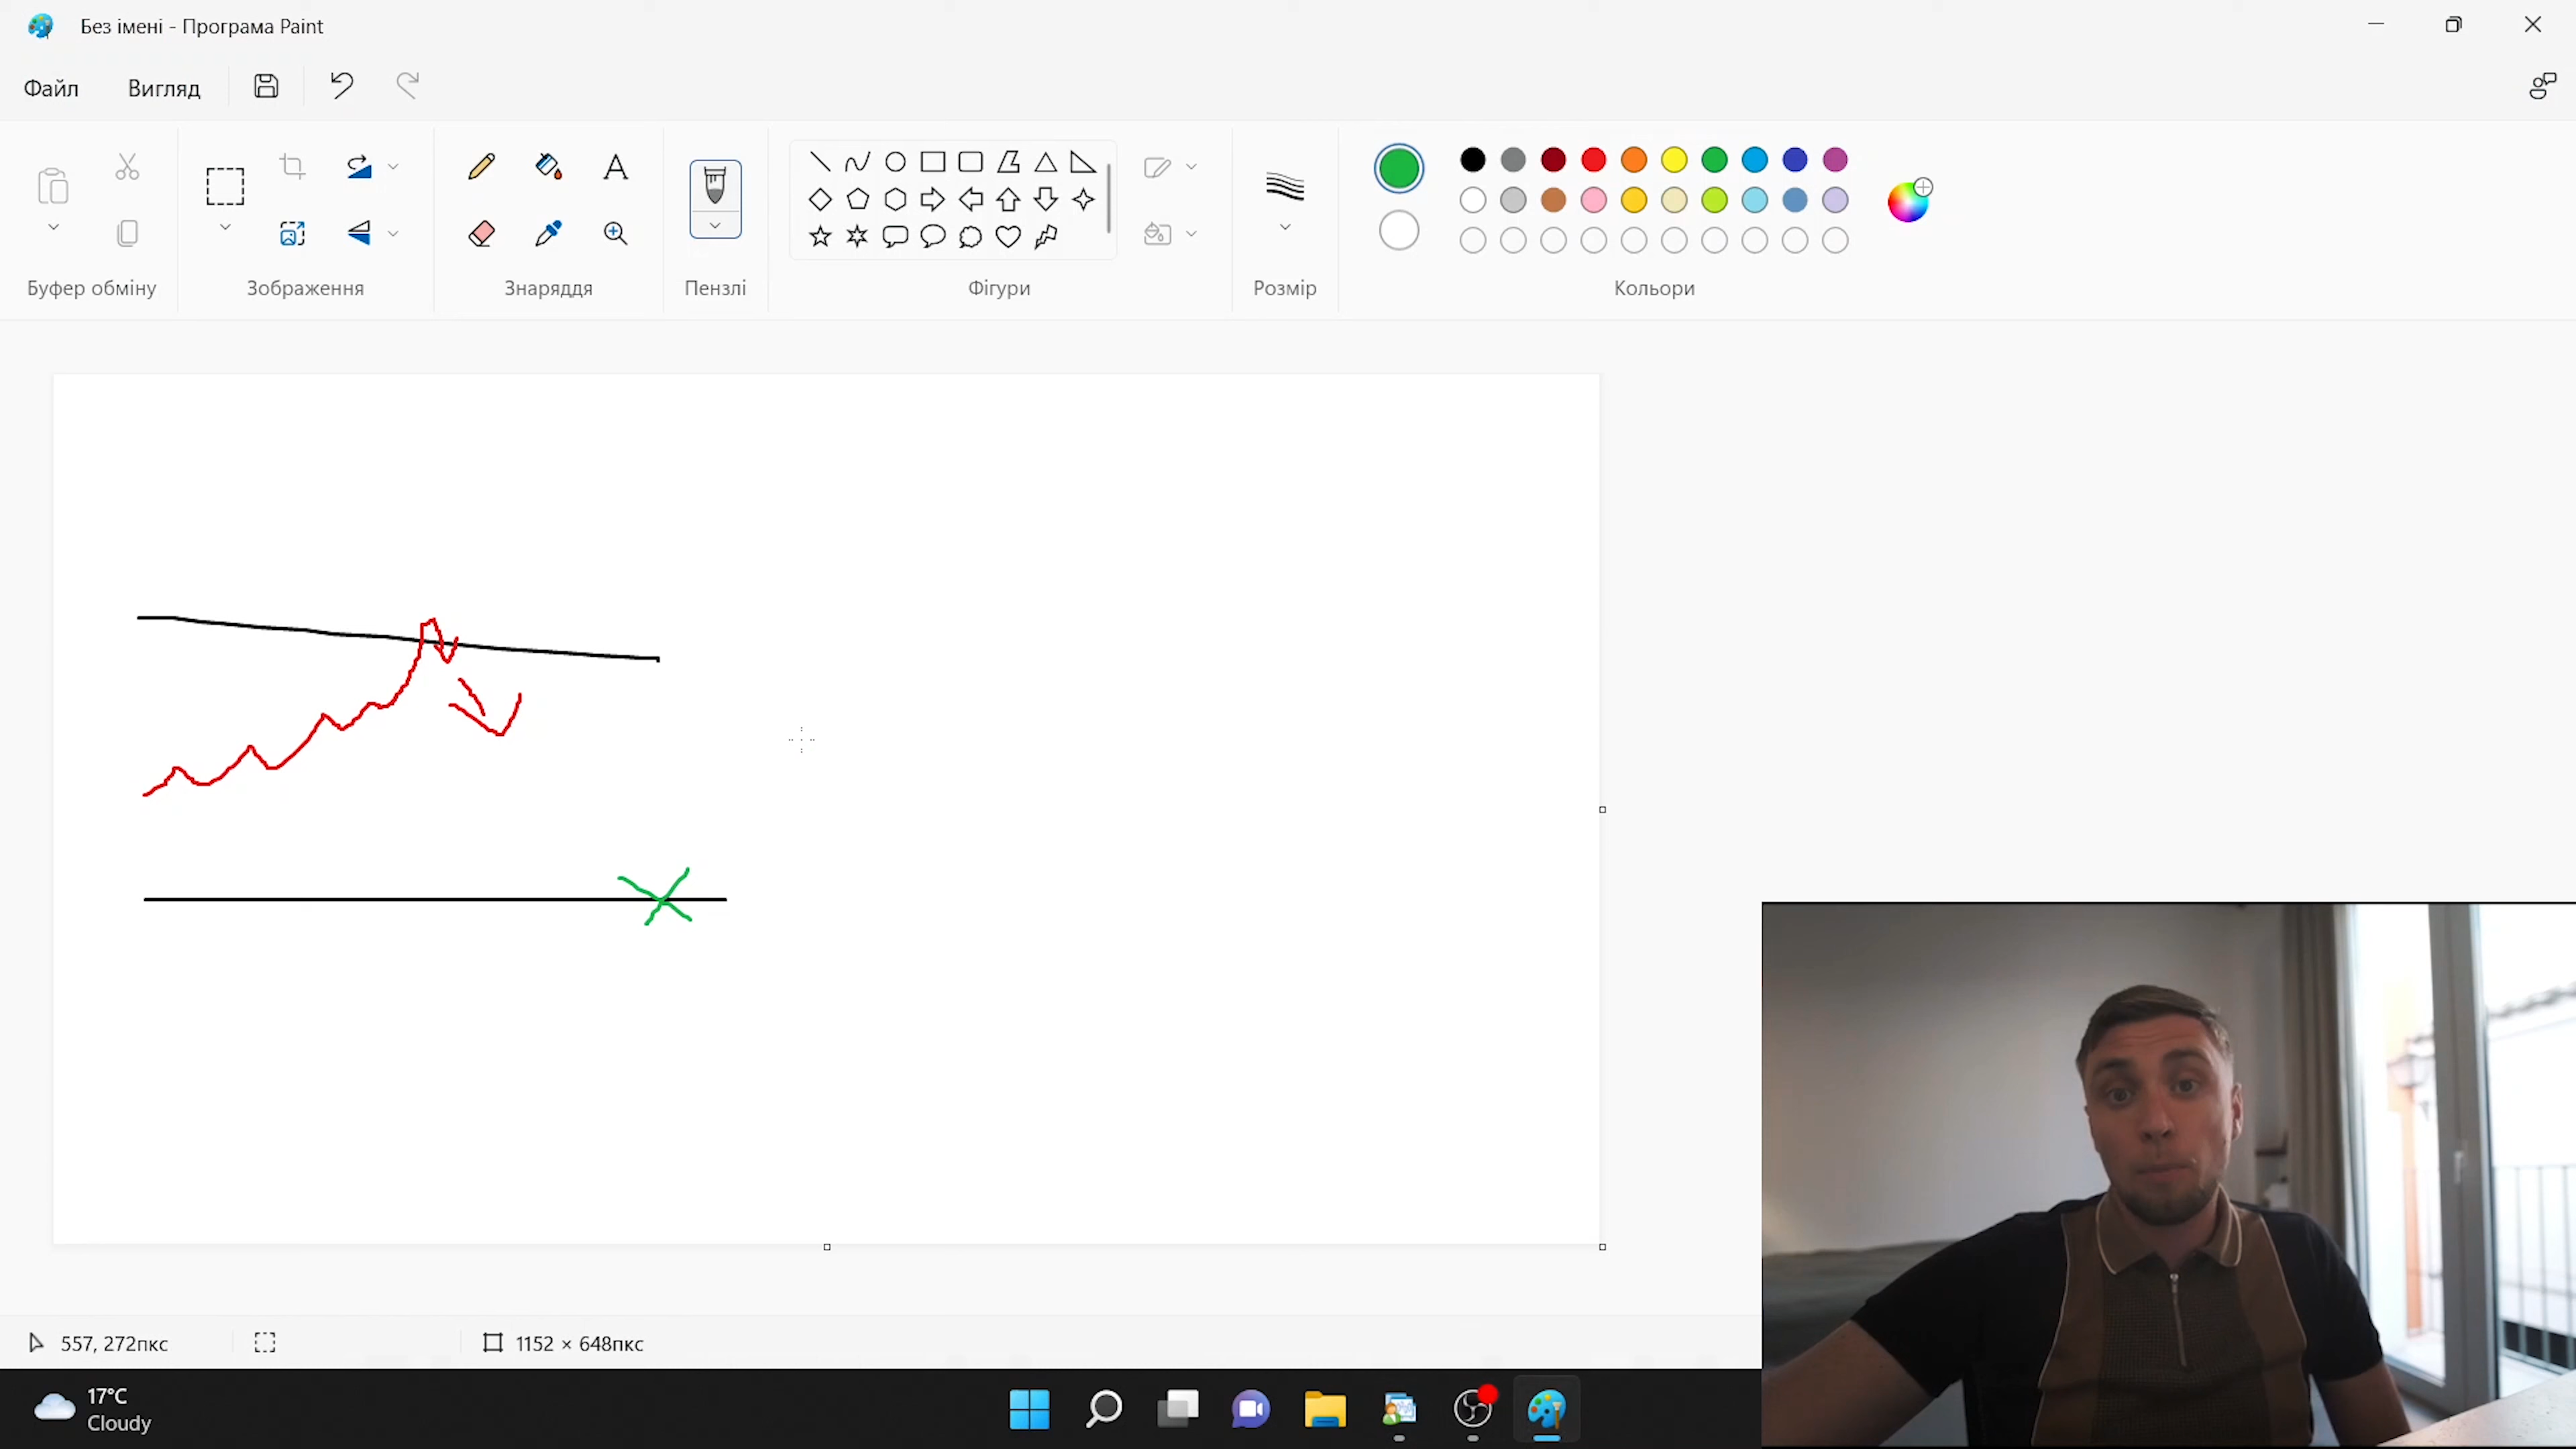 Без імені - Програма Paint
Файл
Вигляд
Буфер обміну
Зображення
Знаряддя
Пензлі
Фігури
Розмір
Кольори
557, 272пкс
1152 × 648пкс
17°C
Cloudy